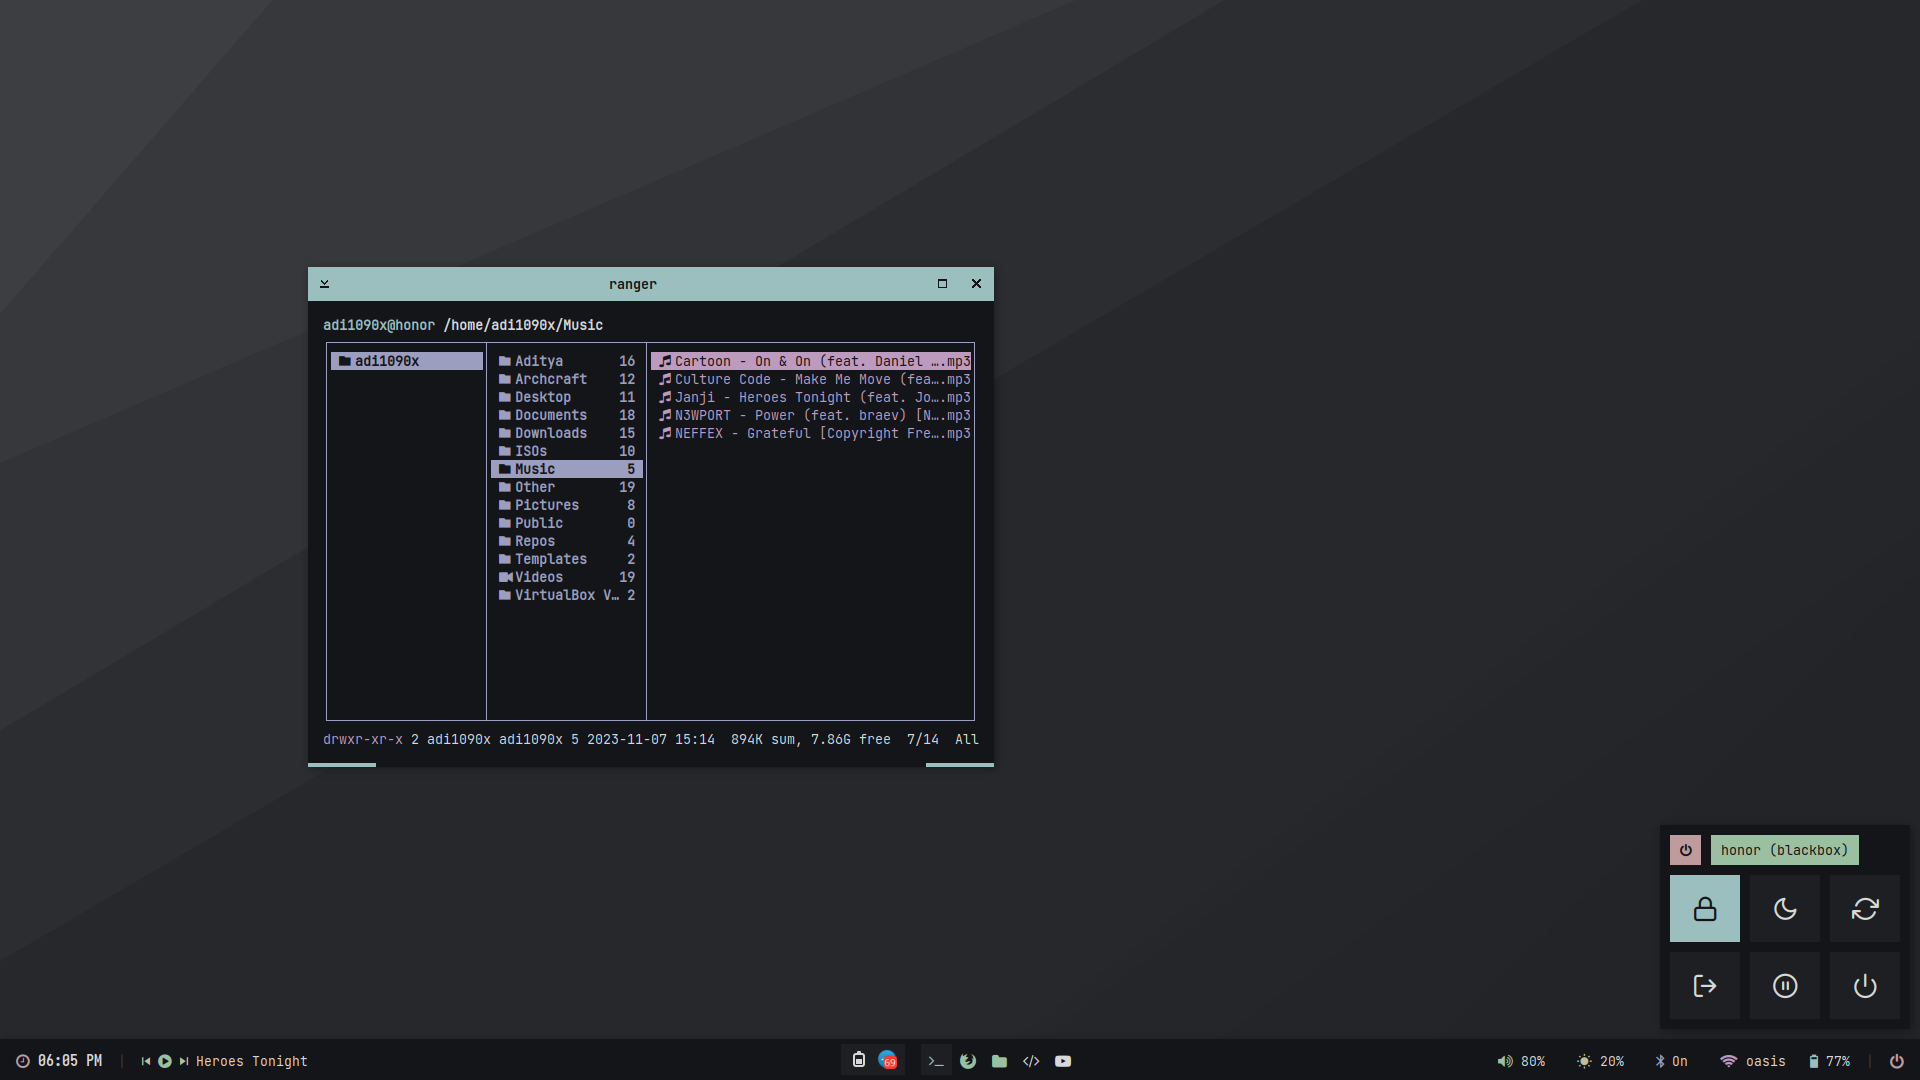 ranger
adi1090x@honor /home/adi1090x/Music
adi1090x
Aditya 16
Archcraft 12
Desktop 11
Documents 18
Downloads 15
ISOs 10
Music 5
Other 19
Pictures 8
Public 0
Repos 4
Templates 2
Videos 19
VirtualBox V… 2
Cartoon - On & On (feat. Daniel ….mp3
Culture Code - Make Me Move (fea….mp3
Janji - Heroes Tonight (feat. Jo….mp3
N3WPORT - Power (feat. braev) [N….mp3
NEFFEX - Grateful [Copyright Fre….mp3
drwxr-xr-x 2 adi1090x adi1090x 5 2023-11-07 15:14 894K sum, 7.86G free 7/14 All
honor (blackbox)
06:05 PM | Heroes Tonight
69
80% 20% On oasis 77% |